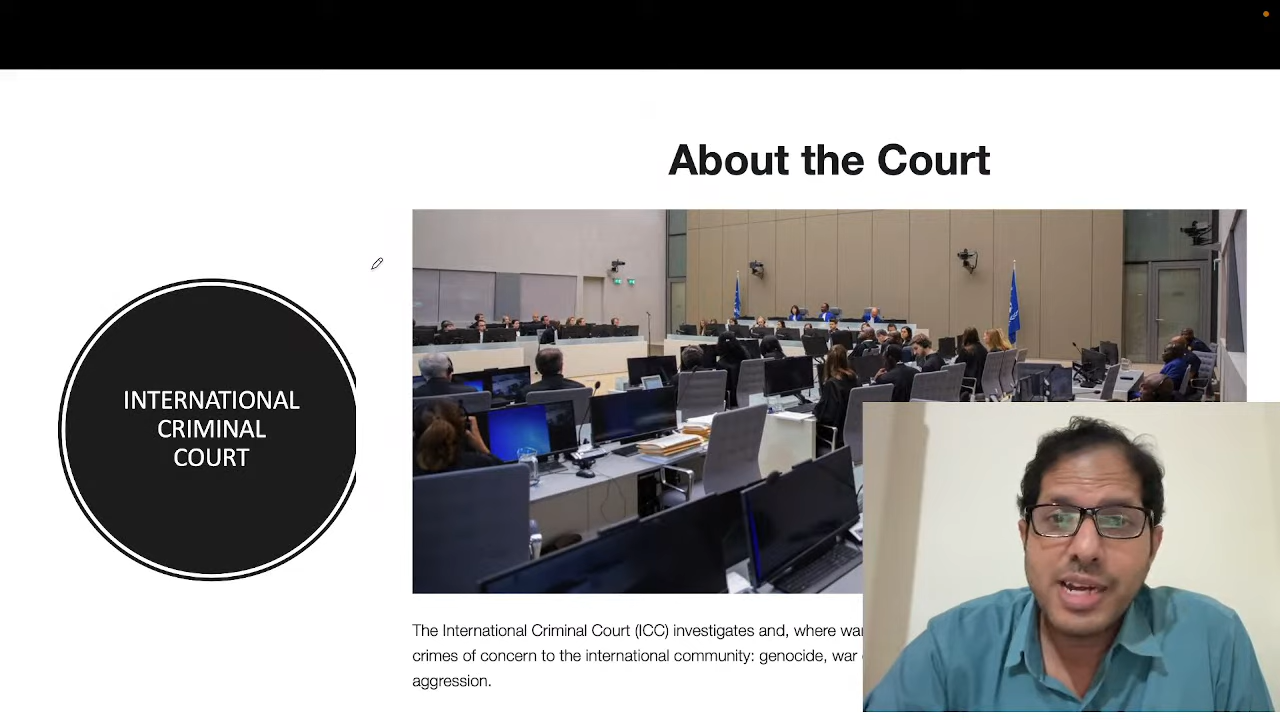 About the Court
INTERNATIONAL
CRIMINAL
COURT
The International Criminal Court (ICC) investigates and, where
crimes of concern to the international community: genocide, war
aggression.